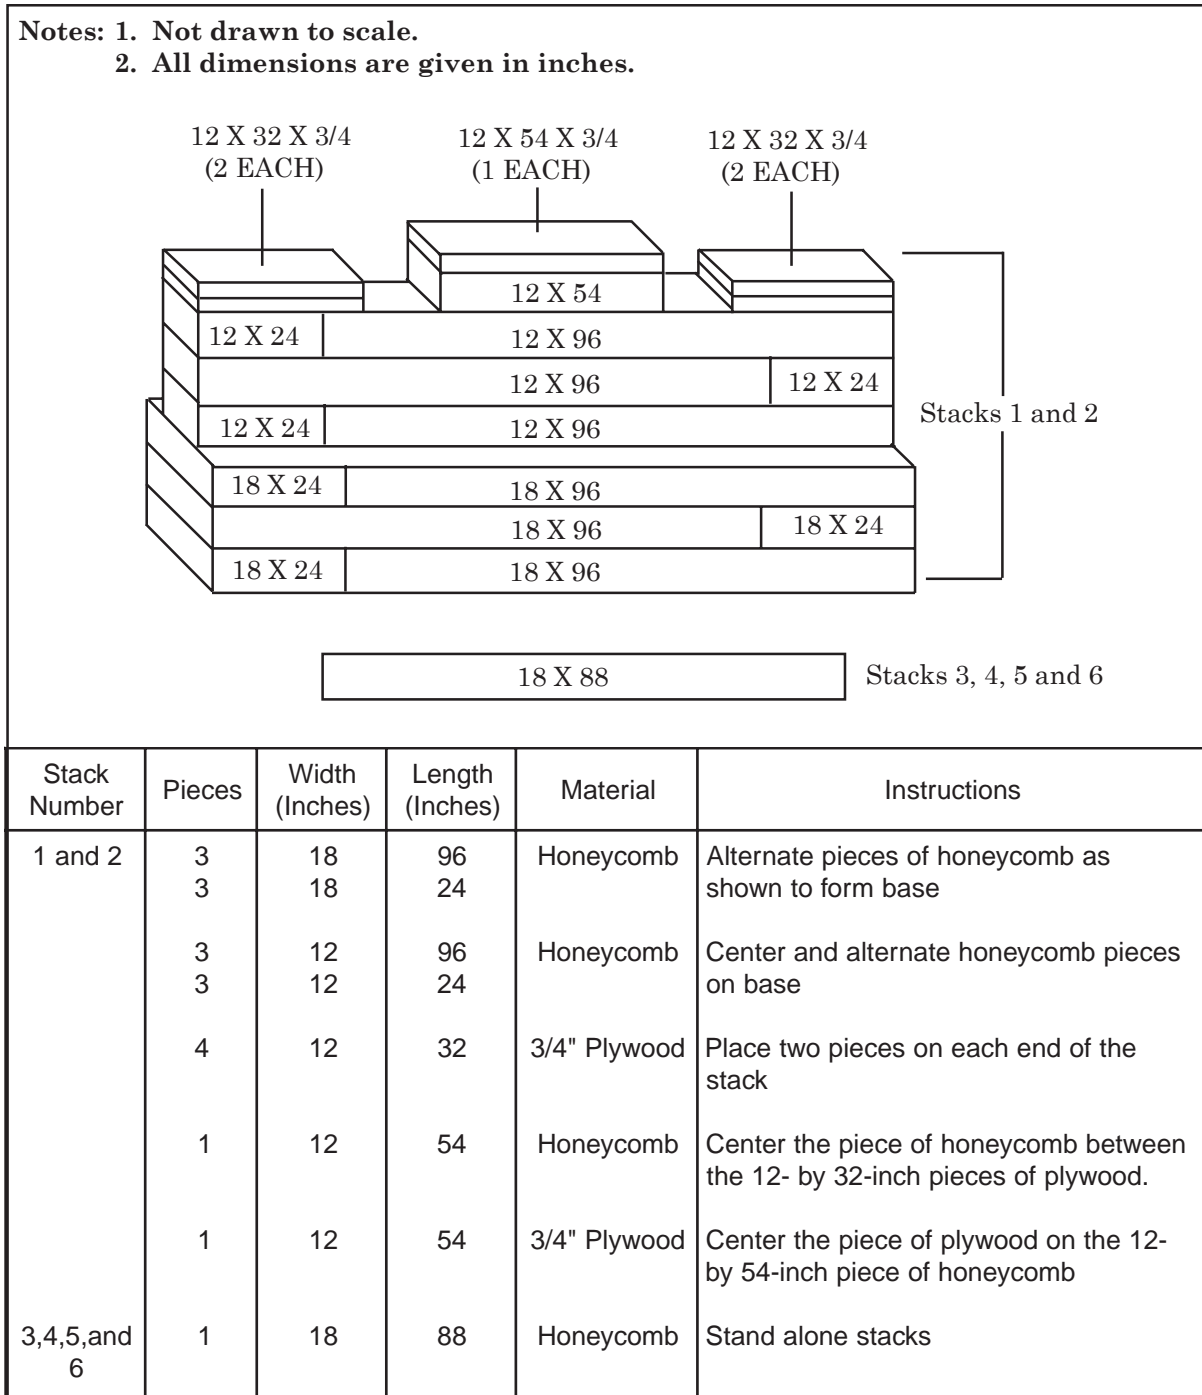 Notes: 1. Not drawn to scale.
2. All dimensions are given in inches.
12 X 32 X 3/4
(2 EACH)
12 X 54 X 3/4
(1 EACH)
12 X 32 X 3/4
(2 EACH)
12 X 54
12 X 24 12 X 96
12 X 96 12 X 24
12 X 24 12 X 96
Stacks 1 and 2
18 X 24 18 X 96
18 X 96 18 X 24
18 X 24 18 X 96
18 X 88 Stacks 3, 4, 5 and 6
Stack Number Pieces Width (Inches) Length (Inches) Material Instructions
1 and 2 3 18 96 Honeycomb Alternate pieces of honeycomb as
3 18 24 shown to form base
3 12 96 Honeycomb Center and alternate honeycomb pieces
3 12 24 on base
4 12 32 3/4" Plywood Place two pieces on each end of the
stack
1 12 54 Honeycomb Center the piece of honeycomb between
the 12- by 32-inch pieces of plywood.
1 12 54 3/4" Plywood Center the piece of plywood on the 12-
by 54-inch piece of honeycomb
3,4,5,and 1 18 88 Honeycomb Stand alone stacks
6